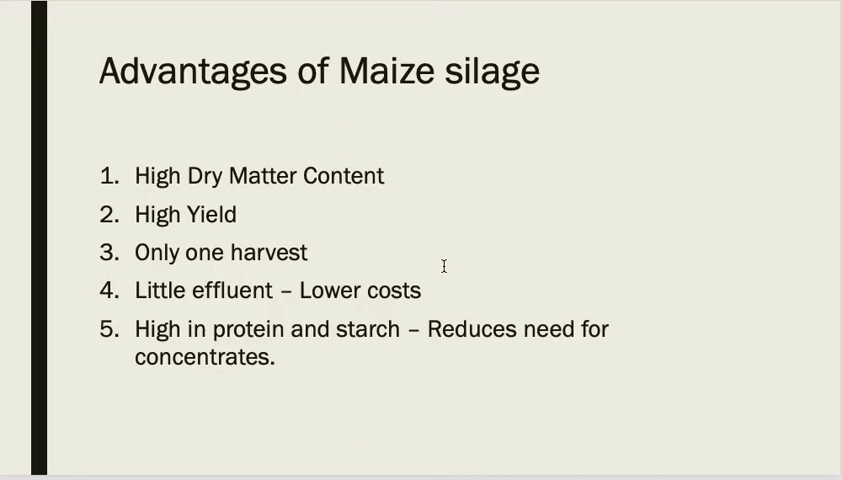 Advantages of Maize silage
1. High Dry Matter Content
2. High Yield
3. Only one harvest
4. Little effluent – Lower costs
5. High in protein and starch – Reduces need for
concentrates.